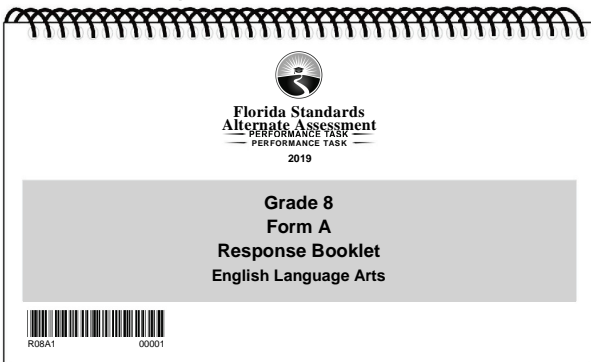 Florida Standards
Alternate Assessment
PERFORMANCE TASK
PERFORMANCE TASK
2019
Grade 8
Form A
Response Booklet
English Language Arts
R08A1 00001